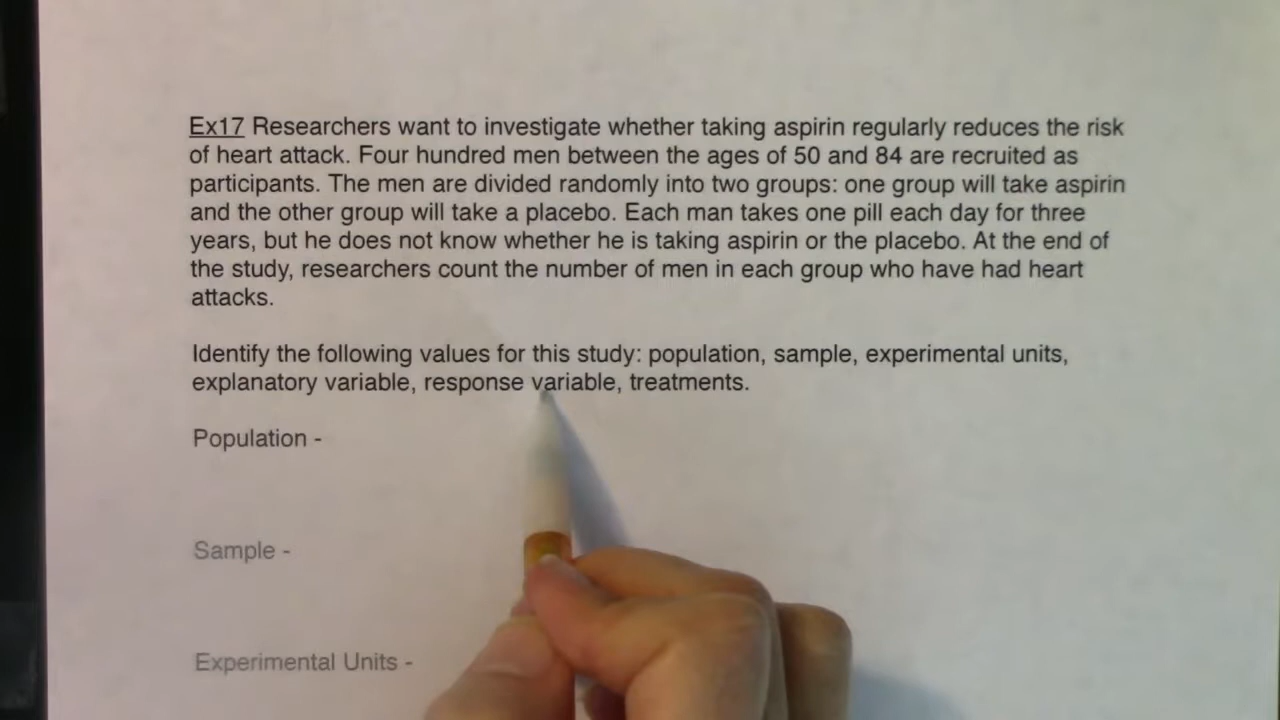 Ex17 Researchers want to investigate whether taking aspirin regularly reduces the risk
of heart attack. Four hundred men between the ages of 50 and 84 are recruited as
participants. The men are divided randomly into two groups: one group will take aspirin
and the other group will take a placebo. Each man takes one pill each day for three
years, but he does not know whether he is taking aspirin or the placebo. At the end of
the study, researchers count the number of men in each group who have had heart
attacks.
Identify the following values for this study: population, sample, experimental units,
explanatory variable, response variable, treatments.
Population -
Sample -
Experimental Units -